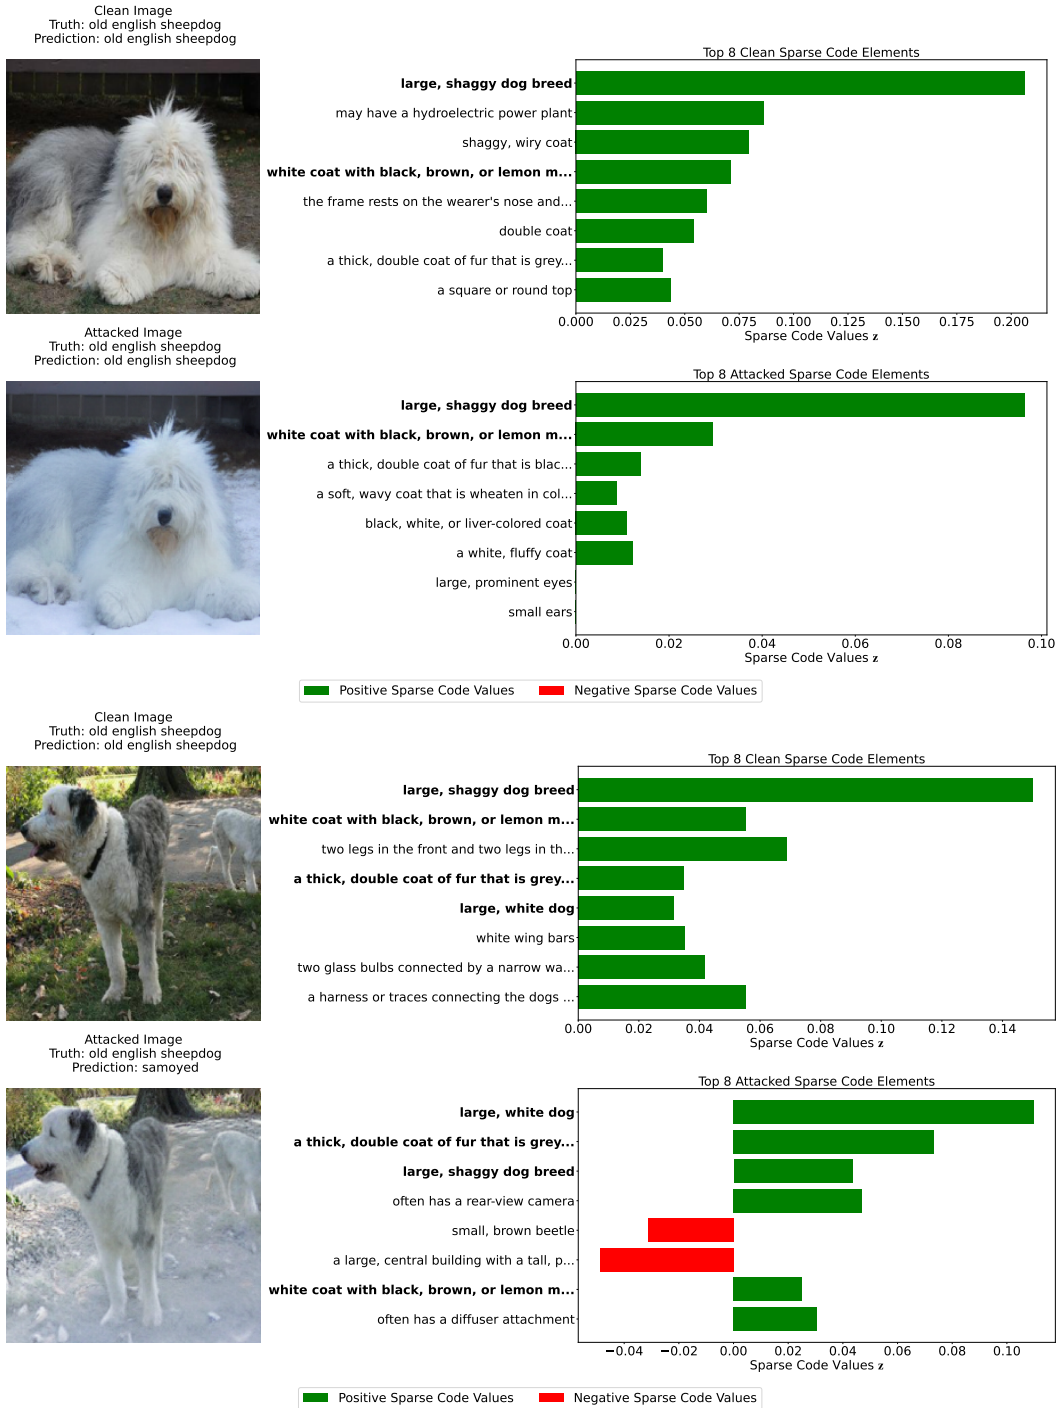 Clean Image
Truth: old english sheepdog
Prediction: old english sheepdog
Top 8 Clean Sparse Code Elements
large, shaggy dog breed
may have a hydroelectric power plant
shaggy, wiry coat
white coat with black, brown, or lemon m...
the frame rests on the wearer's nose and...
double coat
a thick, double coat of fur that is grey...
a square or round top
0.000 0.025 0.050 0.075 0.100 0.125 0.150 0.175 0.200
Sparse Code Values z
Attacked Image
Truth: old english sheepdog
Prediction: old english sheepdog
Top 8 Attacked Sparse Code Elements
large, shaggy dog breed
white coat with black, brown, or lemon m...
a thick, double coat of fur that is blac...
a soft, wavy coat that is wheaten in col...
black, white, or liver-colored coat
a white, fluffy coat
large, prominent eyes
small ears
0.00 0.02 0.04 0.06 0.08 0.10
Sparse Code Values z
Positive Sparse Code Values Negative Sparse Code Values
Clean Image
Truth: old english sheepdog
Prediction: old english sheepdog
Top 8 Clean Sparse Code Elements
large, shaggy dog breed
white coat with black, brown, or lemon m...
two legs in the front and two legs in th...
a thick, double coat of fur that is grey...
large, white dog
white wing bars
two glass bulbs connected by a narrow wa...
a harness or traces connecting the dogs ...
0.00 0.02 0.04 0.06 0.08 0.10 0.12 0.14
Sparse Code Values z
Attacked Image
Truth: old english sheepdog
Prediction: samoyed
Top 8 Attacked Sparse Code Elements
large, white dog
a thick, double coat of fur that is grey...
large, shaggy dog breed
often has a rear-view camera
small, brown beetle
a large, central building with a tall, p...
white coat with black, brown, or lemon m...
often has a diffuser attachment
−0.04 −0.02 0.00 0.02 0.04 0.06 0.08 0.10
Sparse Code Values z
Positive Sparse Code Values Negative Sparse Code Values